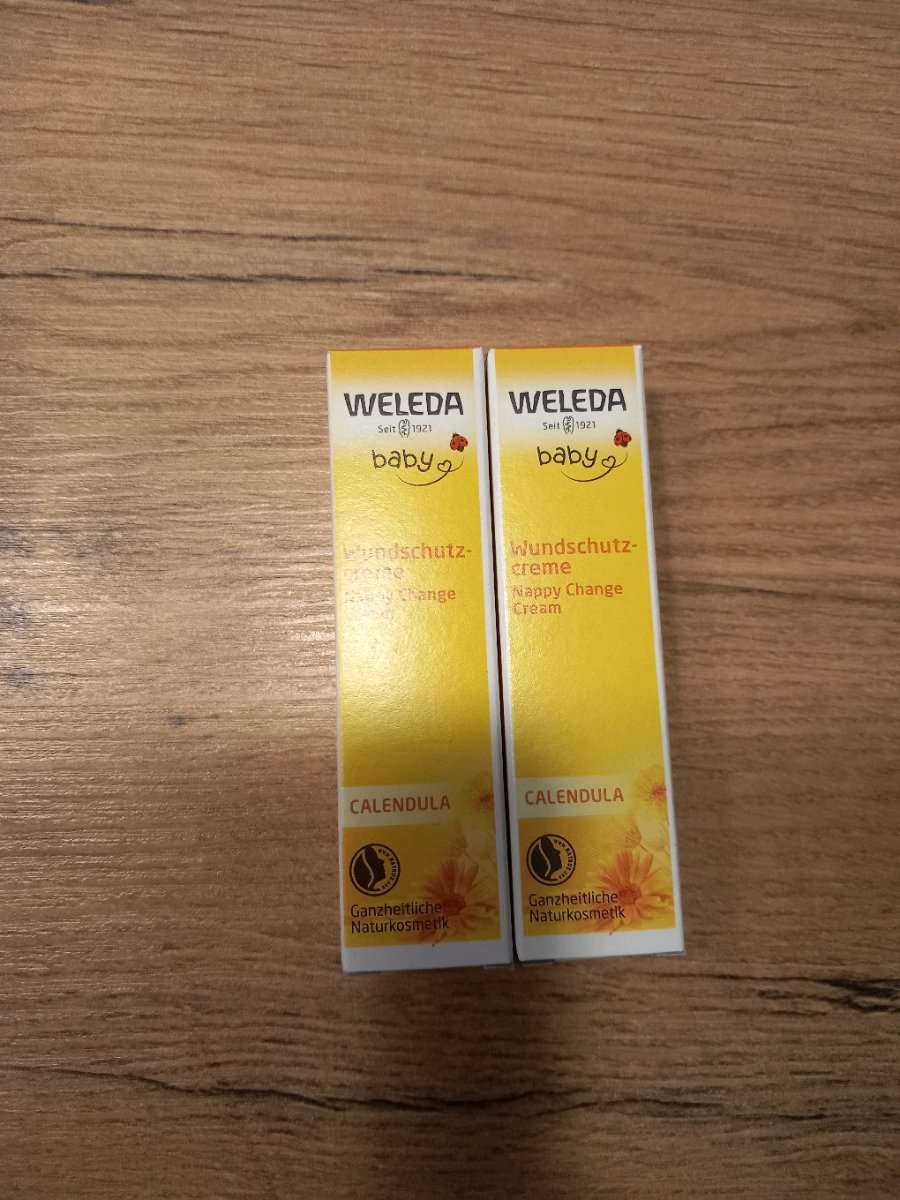 WELEDA
Seit 1921
baby
Wundschutz-
creme
Nappy Change
CALENDULA
Ganzheitliche
Naturkosmetik
WELEDA
Seit 1921
baby
Wundschutz-
creme
Nappy Change
Cream
CALENDULA
Ganzheitliche
Naturkosmetik